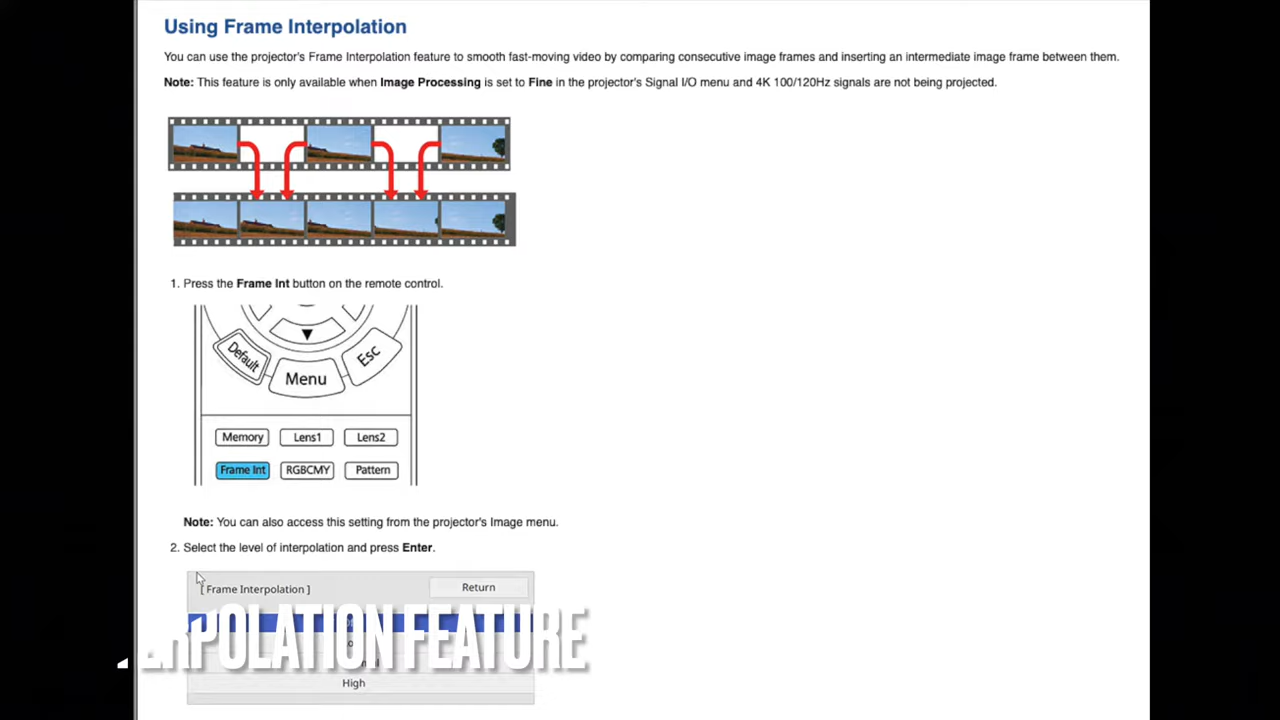 Using Frame Interpolation
You can use the projector's Frame Interpolation feature to smooth fast-moving video by comparing consecutive image frames and inserting an intermediate image frame between them.
Note: This feature is only available when Image Processing is set to Fine in the projector's Signal I/O menu and 4K 100/120Hz signals are not being projected.
1. Press the Frame Int button on the remote control.
Default
Menu
Esc
Memory Lens1 Lens2
Frame Int RGBCMY Pattern
Note: You can also access this setting from the projector's Image menu.
2. Select the level of interpolation and press Enter.
[ Frame Interpolation ] Return
ERPOLATION FEATURE
High